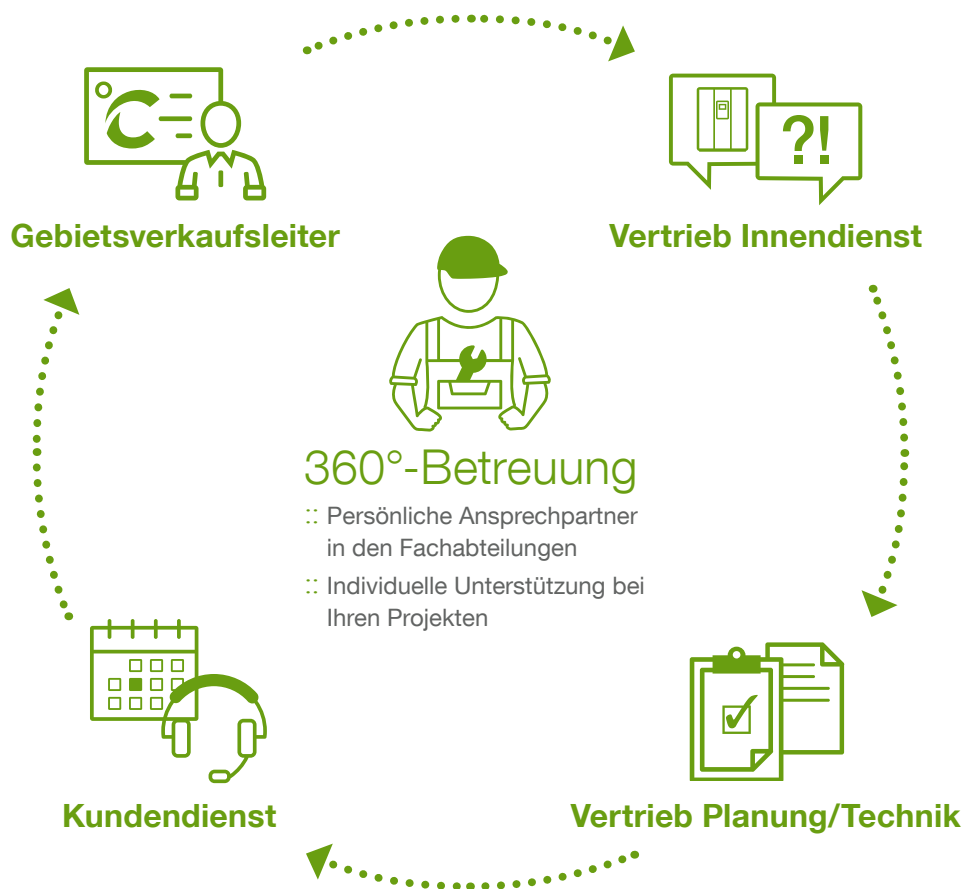 Gebietsverkaufsleiter
?!
Vertrieb Innendienst
360°-Betreuung
:: Persönliche Ansprechpartner
in den Fachabteilungen
:: Individuelle Unterstützung bei
Ihren Projekten
Kundendienst
Vertrieb Planung/Technik